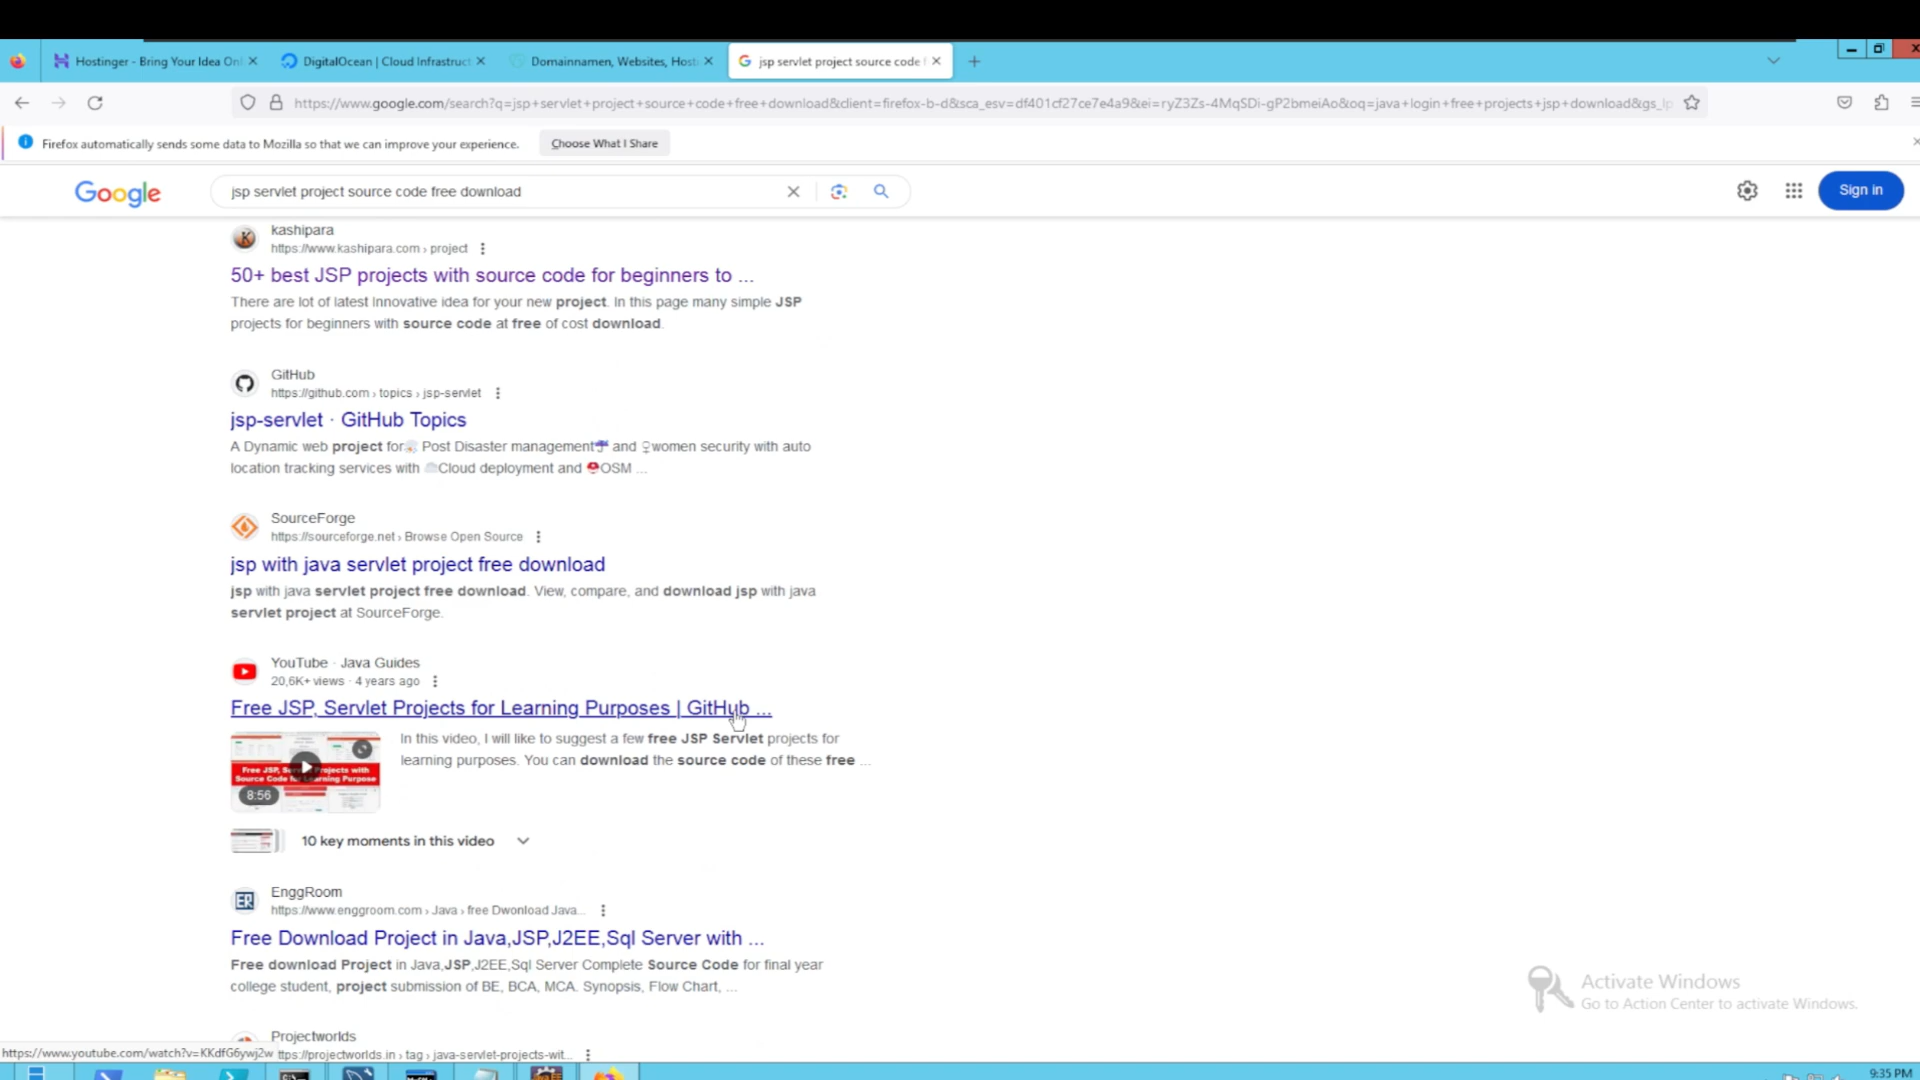 Hostinger - Bring Your Idea Onl
DigitalOcean | Cloud Infrastruct
Domainnamen, Websites, Hosti
jsp servlet project source code f
https://www.google.com/search?q=jsp+servlet+project+source+code+free+download&client=firefox-b-d&sca_esv=df401cf27ce7e4a9&ei=ryZ3Zs-4MqSDi-gP2bmeiAo&oq=java+login+free+projects+jsp+download&gs_lp
Firefox automatically sends some data to Mozilla so that we can improve your experience.
Choose What I Share
Google
jsp servlet project source code free download
Sign in
kashipara
https://www.kashipara.com › project
50+ best JSP projects with source code for beginners to ...
There are lot of latest Innovative idea for your new project. In this page many simple JSP
projects for beginners with source code at free of cost download.
GitHub
https://github.com › topics › jsp-servlet
jsp-servlet · GitHub Topics
A Dynamic web project for Post Disaster management and ♀women security with auto
location tracking services with Cloud deployment and OSM ...
SourceForge
https://sourceforge.net › Browse Open Source
jsp with java servlet project free download
jsp with java servlet project free download. View, compare, and download jsp with java
servlet project at SourceForge.
YouTube · Java Guides
20,6K+ views · 4 years ago
Free JSP, Servlet Projects for Learning Purposes | GitHub ...
In this video, I will like to suggest a few free JSP Servlet projects for
learning purposes. You can download the source code of these free ...
Free JSP, Servlet Projects with
Source Code for Learning Purpose
8:56
10 key moments in this video
EnggRoom
https://www.enggroom.com › Java › free Dwonload Java...
Free Download Project in Java,JSP,J2EE,Sql Server with ...
Free download Project in Java,JSP,J2EE,Sql Server Complete Source Code for final year
college student, project submission of BE, BCA, MCA. Synopsis, Flow Chart, ...
Activate Windows
Go to Action Center to activate Windows.
Projectworlds
https://www.youtube.com/watch?v=KKdfG6ywj2w
ttps://projectworlds.in › tag › java-servlet-projects-wit...
9:35 PM